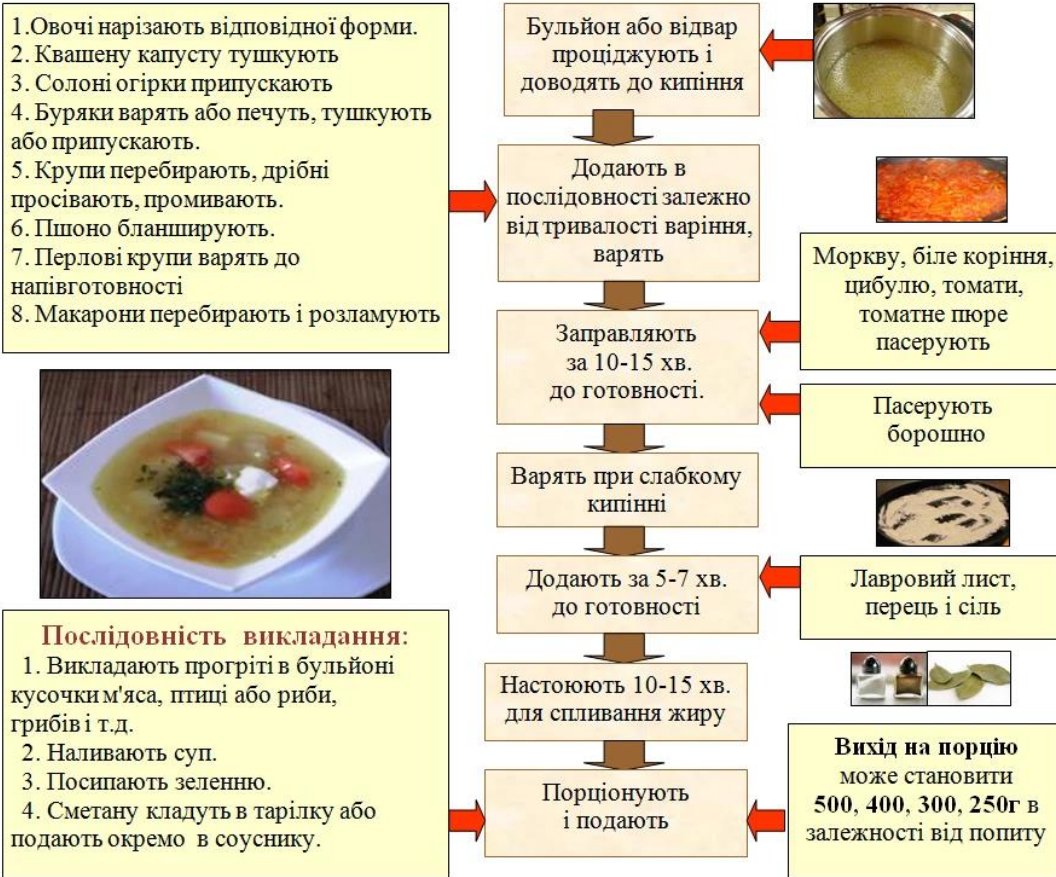 1.Овочі нарізають відповідної форми.
2. Квашену капусту тушкують
3. Солоні огірки припускають
4. Буряки варять або печуть, тушкують
або припускають.
5. Крупи перебирають, дрібні
просівають, промивають.
6. Пшоно бланширують.
7. Перлові крупи варять до
напівготовності
8. Макарони перебирають і розламують
Бульйон або відвар
проціджують і
доводять до кипіння
Додають в
послідовності залежно
від тривалості варіння,
варять
Моркву, біле коріння,
цибулю, томати,
томатне пюре
пасерують
Заправляють
за 10-15 хв.
до готовності.
Пасерують
борошно
Варять при слабкому
кипінні
Додають за 5-7 хв.
до готовності
Лавровий лист,
перець і сіль
Настоюють 10-15 хв.
для спливання жиру
Послідовність викладання:
1. Викладають прогріті в бульйоні
кусочки м'яса, птиці або риби,
грибів і т.д.
2. Наливають суп.
3. Посипають зеленню.
4. Сметану кладуть в тарілку або
подають окремо в соуснику.
Порціонують
і подають
Вихід на порцію
може становити
500, 400, 300, 250г в
залежності від попиту